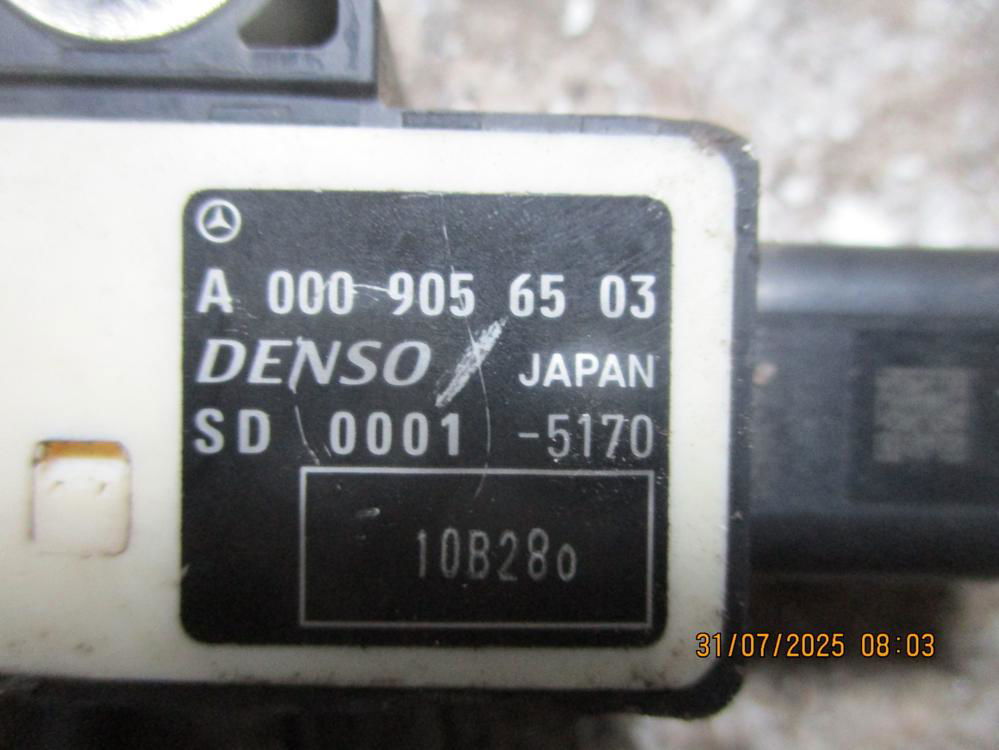 A 000 905 65 03
DENSO JAPAN
SD 0001 -5170
10B28o
31/07/2025 08:03